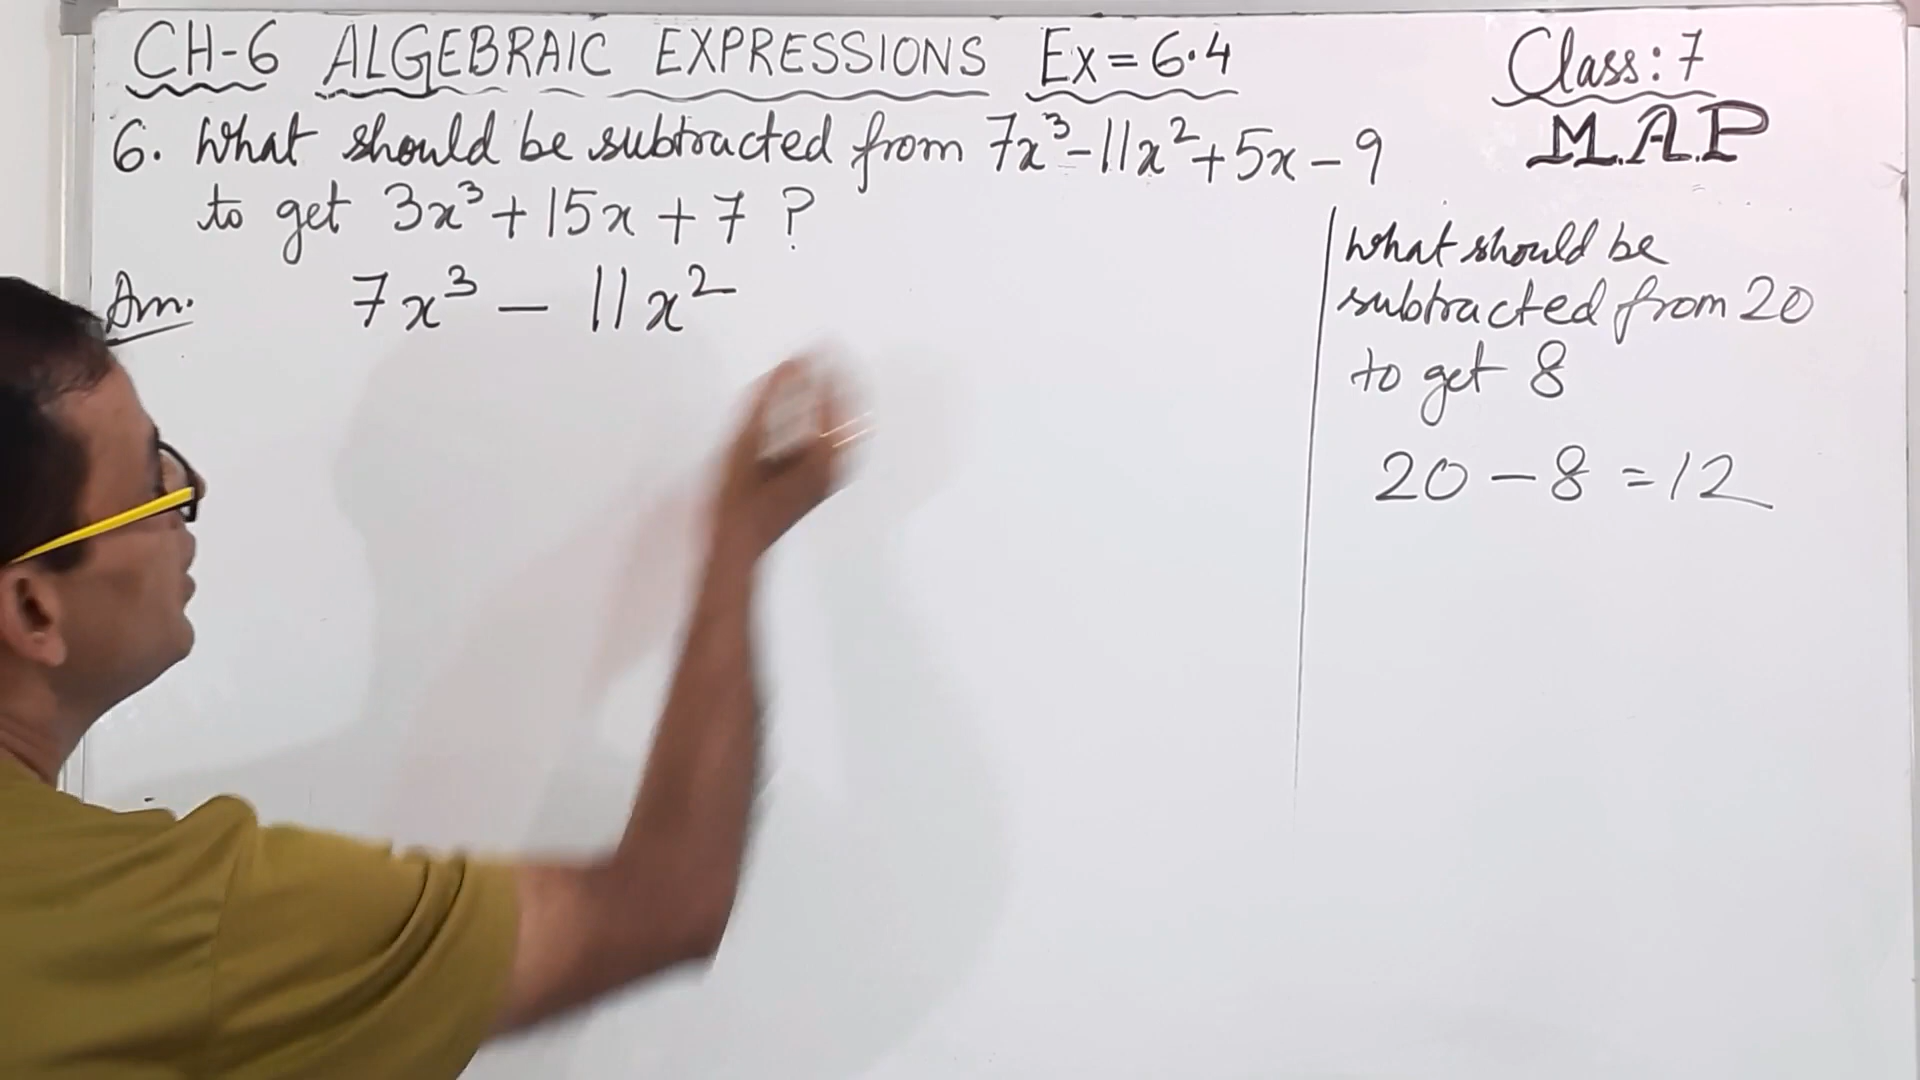 CH-6 ALGEBRAIC EXPRESSIONS Ex = 6.4
Class: 7
M.A.P
6. What should be subtracted from 7x³-11x²+5x-9
to get 3x³+15x+7 ?
Ans. 7x³ - 11x²
What should be
subtracted from 20
to get 8
20 - 8 = 12